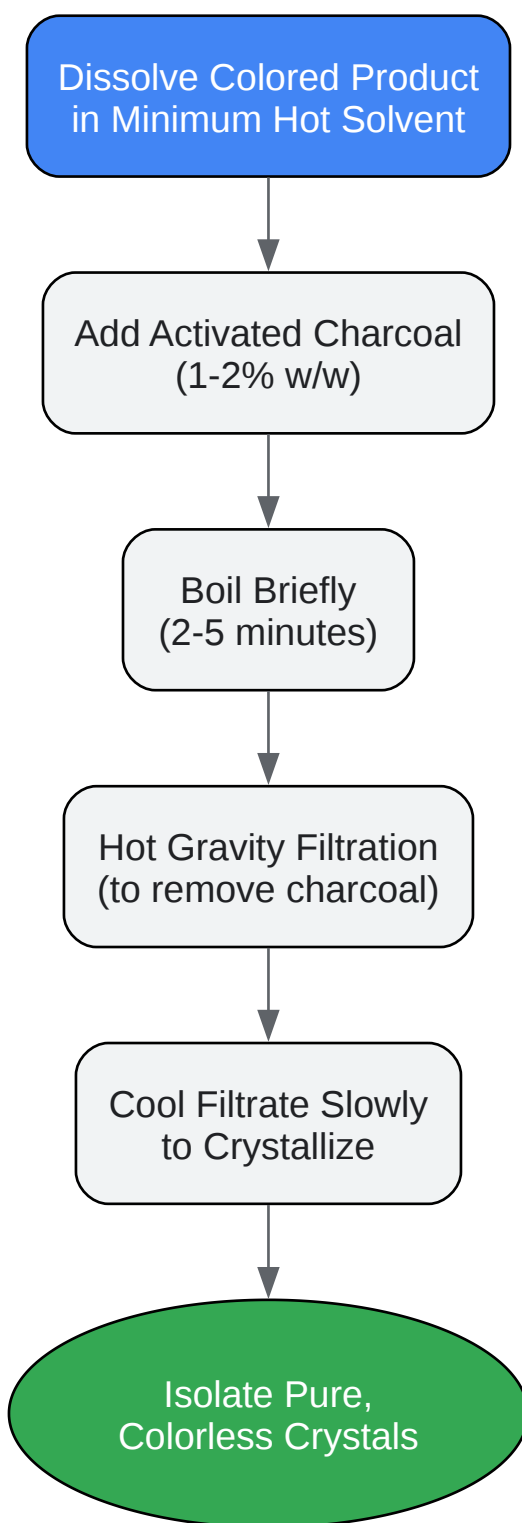 Dissolve Colored Product
in Minimum Hot Solvent
Add Activated Charcoal
(1-2% w/w)
Boil Briefly
(2-5 minutes)
Hot Gravity Filtration
(to remove charcoal)
Cool Filtrate Slowly
to Crystallize
Isolate Pure,
Colorless Crystals